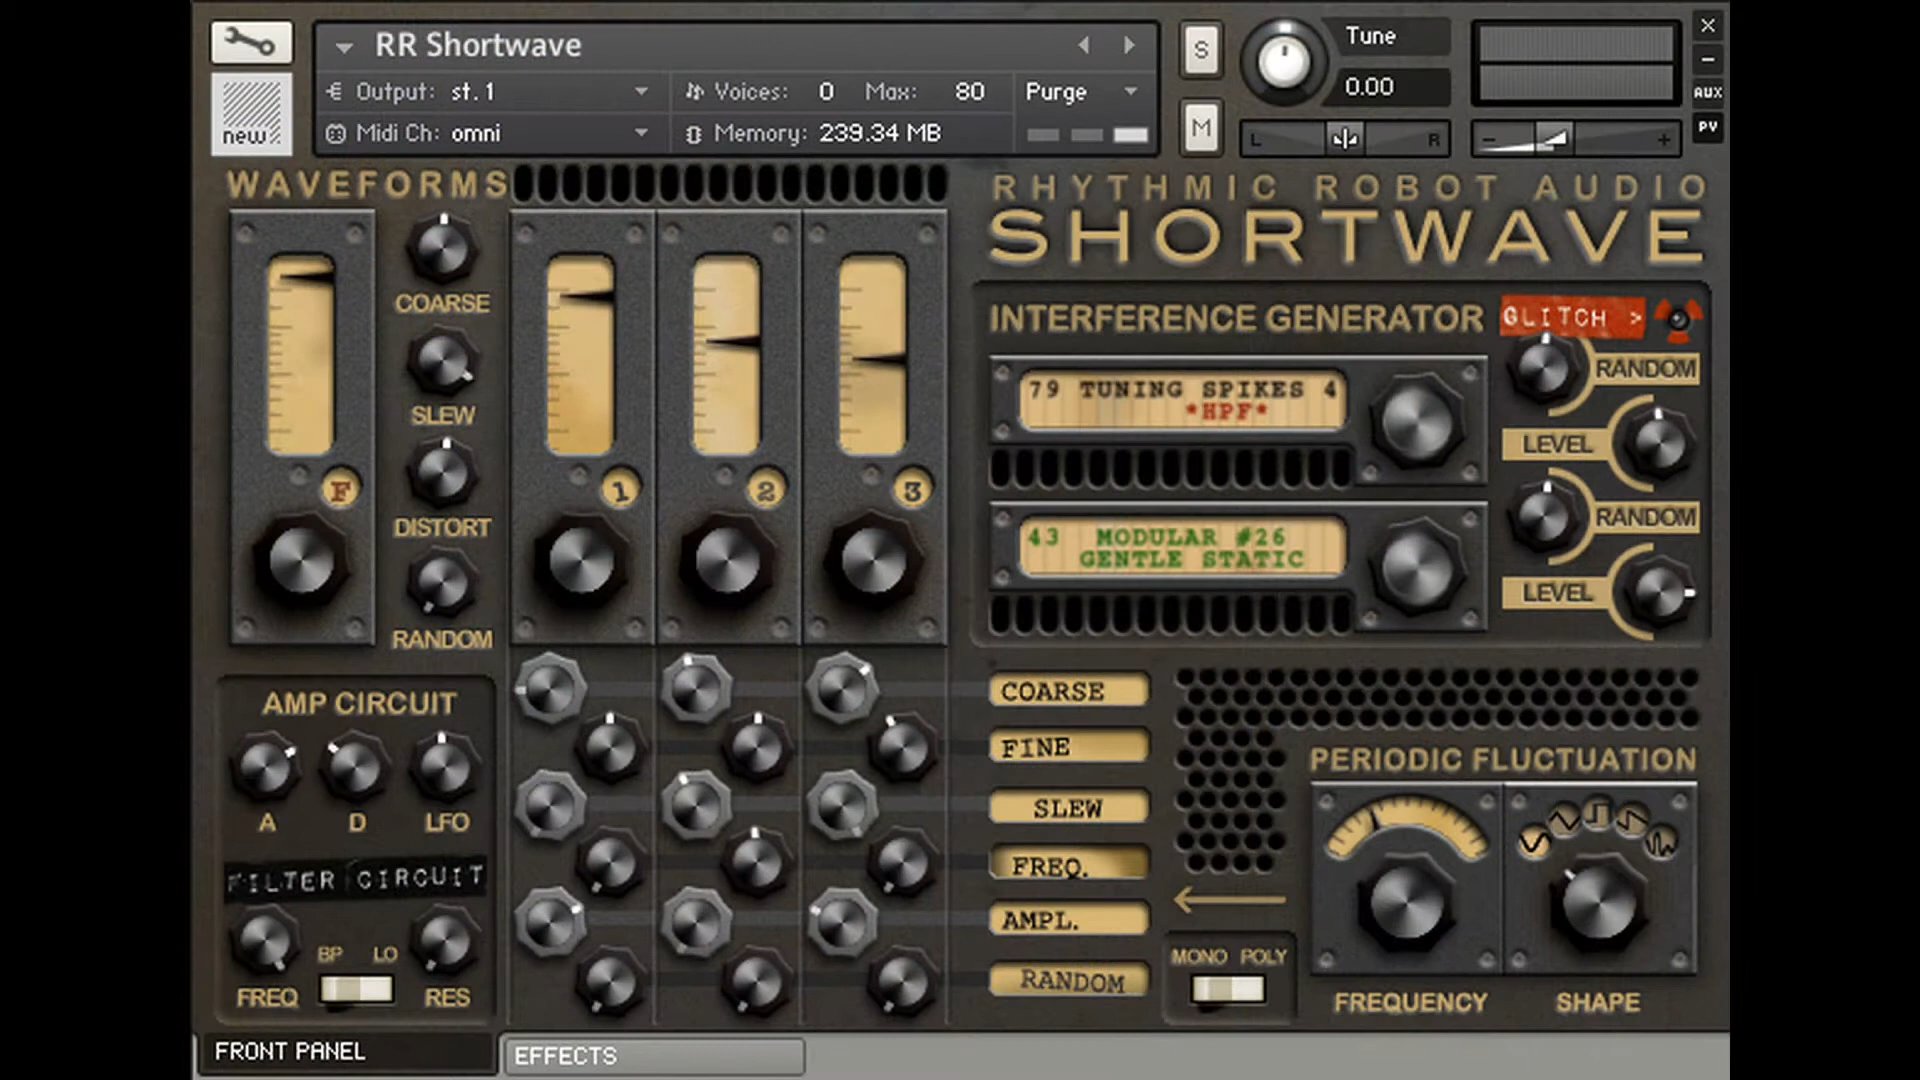 RR Shortwave
Output: st. 1
Voices: 0 Max: 80
Purge
Midi Ch: omni
Memory: 239.34 MB
new
S
M
Tune
0.00
L R
- +
X
AUX
PV
WAVEFORMS
RHYTHMIC ROBOT AUDIO
SHORTWAVE
COARSE
SLEW
DISTORT
RANDOM
F
1
2
3
INTERFERENCE GENERATOR
GLITCH >
79 TUNING SPIKES 4
*HPF*
RANDOM
LEVEL
43 MODULAR #26
GENTLE STATIC
RANDOM
LEVEL
AMP CIRCUIT
A D LFO
FILTER CIRCUIT
BP LO
FREQ RES
COARSE
FINE
SLEW
FREQ.
AMPL.
RANDOM
MONO POLY
PERIODIC FLUCTUATION
FREQUENCY SHAPE
FRONT PANEL
EFFECTS